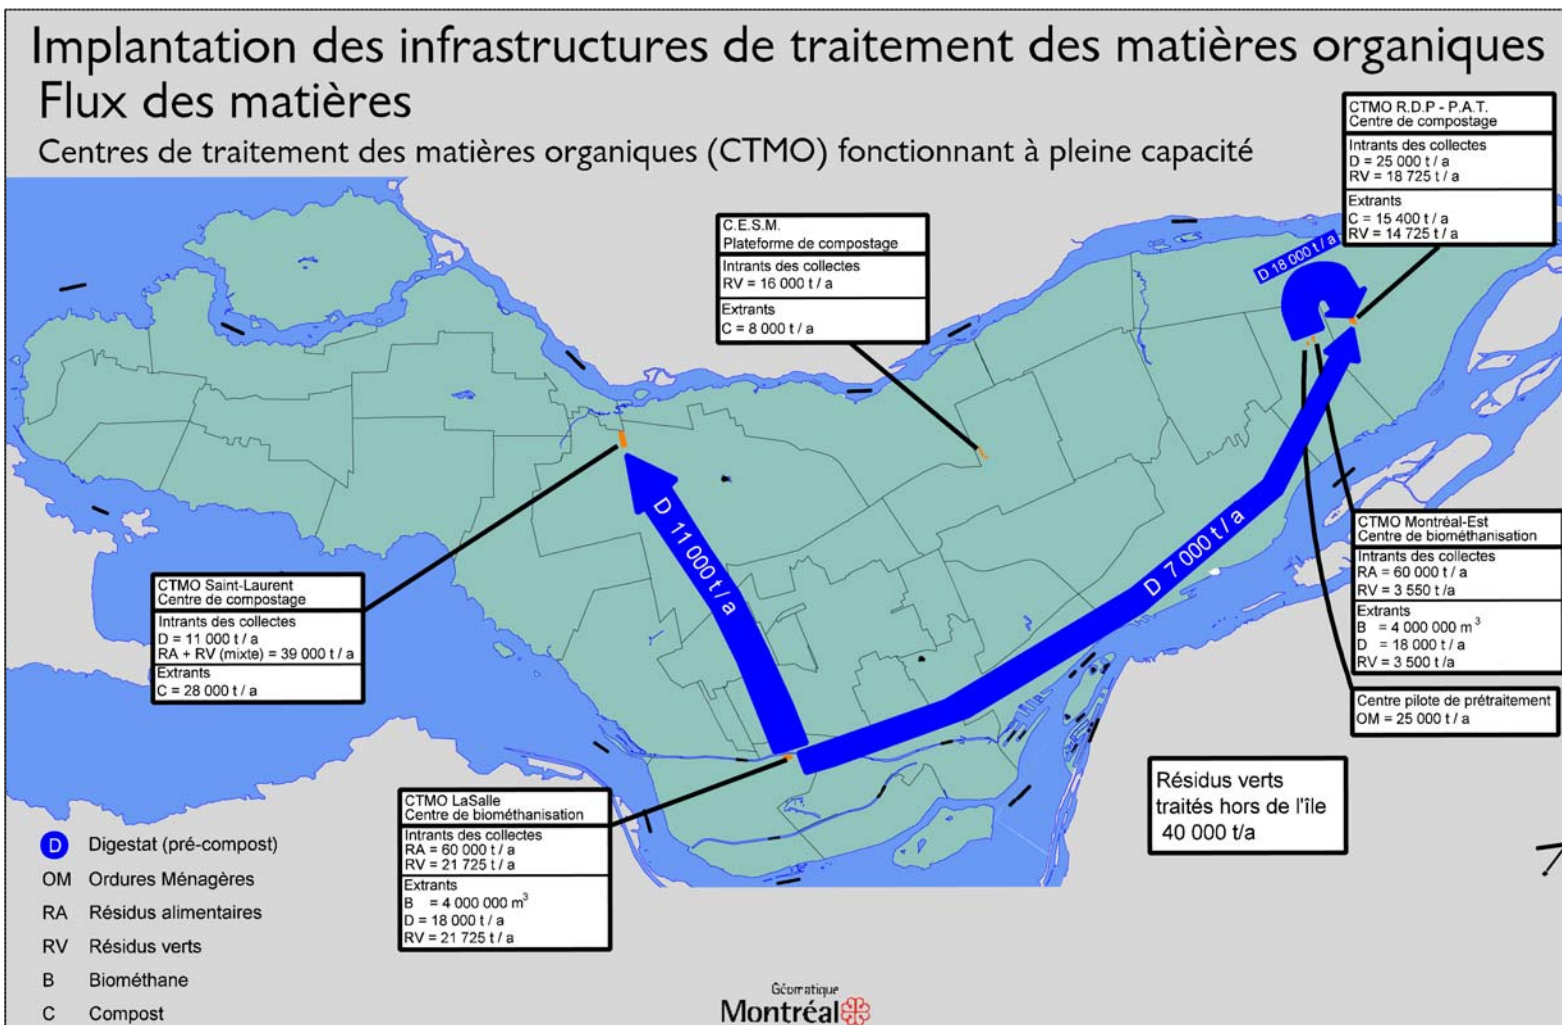 Implantation des infrastructures de traitement des matières organiques
Flux des matières
Centres de traitement des matières organiques (CTMO) fonctionnant à pleine capacité
CTMO R.D.P - P.A.T.
Centre de compostage
Intrants des collectes
D = 25 000 t / a
RV = 18 725 t / a
Extrants
C = 15 400 t / a
RV = 14 725 t / a
C.E.S.M.
Plateforme de compostage
Intrants des collectes
RV = 16 000 t / a
Extrants
C = 8 000 t / a
D 18 000 t / a
D 11 000 t / a
D 7 000 t / a
CTMO Montréal-Est
Centre de biométhanisation
Intrants des collectes
RA = 60 000 t / a
RV = 3 550 t/a
Extrants
B = 4 000 000 m³
D = 18 000 t / a
RV = 3 500 t / a
Centre pilote de prétraitement
OM = 25 000 t / a
CTMO Saint-Laurent
Centre de compostage
Intrants des collectes
D = 11 000 t / a
RA + RV (mixte) = 39 000 t / a
Extrants
C = 28 000 t / a
CTMO LaSalle
Centre de biométhanisation
Intrants des collectes
RA = 60 000 t / a
RV = 21 725 t / a
Extrants
B = 4 000 000 m³
D = 18 000 t / a
RV = 21 725 t / a
Résidus verts
traités hors de l'île
40 000 t/a
D Digestat (pré-compost)
OM Ordures Ménagères
RA Résidus alimentaires
RV Résidus verts
B Biométhane
C Compost
Géomatique
Montréal